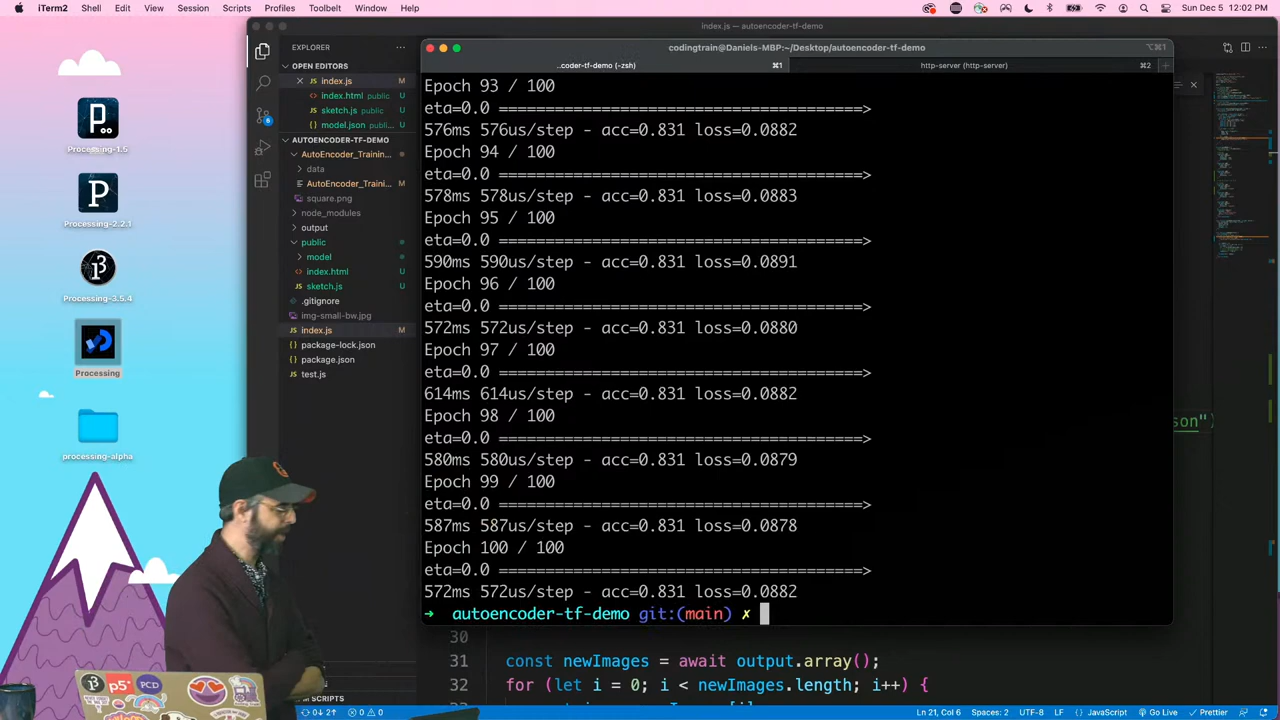 iTerm2 Shell Edit View Session Scripts Profiles Toolbelt Window Help
Sun Dec 5 12:02 PM
index.js — autoencoder-tf-demo
EXPLORER
OPEN EDITORS
index.js M
index.html public U
sketch.js public U
model.json publi... U
AUTOENCODER-TF-DEMO
AutoEncoder_Trainin...
data
AutoEncoder_Traini... M
square.png
node_modules
output
public
model
index.html U
sketch.js U
.gitignore
img-small-bw.jpg
index.js M
package-lock.json
package.json
test.js
Processing-1.5
Processing-2.2.1
Processing-3.5.4
Processing
processing-alpha
codingtrain@Daniels-MBP:~/Desktop/autoencoder-tf-demo
⌥⌘1
..coder-tf-demo (-zsh) ⌘1
http-server (http-server) ⌘2
Epoch 93 / 100
eta=0.0 =======================================>
576ms 576us/step - acc=0.831 loss=0.0882
Epoch 94 / 100
eta=0.0 =======================================>
578ms 578us/step - acc=0.831 loss=0.0883
Epoch 95 / 100
eta=0.0 =======================================>
590ms 590us/step - acc=0.831 loss=0.0891
Epoch 96 / 100
eta=0.0 =======================================>
572ms 572us/step - acc=0.831 loss=0.0880
Epoch 97 / 100
eta=0.0 =======================================>
614ms 614us/step - acc=0.831 loss=0.0882
Epoch 98 / 100
eta=0.0 =======================================>
580ms 580us/step - acc=0.831 loss=0.0879
Epoch 99 / 100
eta=0.0 =======================================>
587ms 587us/step - acc=0.831 loss=0.0878
Epoch 100 / 100
eta=0.0 =======================================>
572ms 572us/step - acc=0.831 loss=0.0882
→ autoencoder-tf-demo git:(main) ✗
son")
30
31 const newImages = await output.array();
32 for (let i = 0; i < newImages.length; i++) {
SCRIPTS
0↓ 2↑ 0 0
Ln 21, Col 6 Spaces: 2 UTF-8 LF JavaScript Go Live Prettier
p5*
PCD